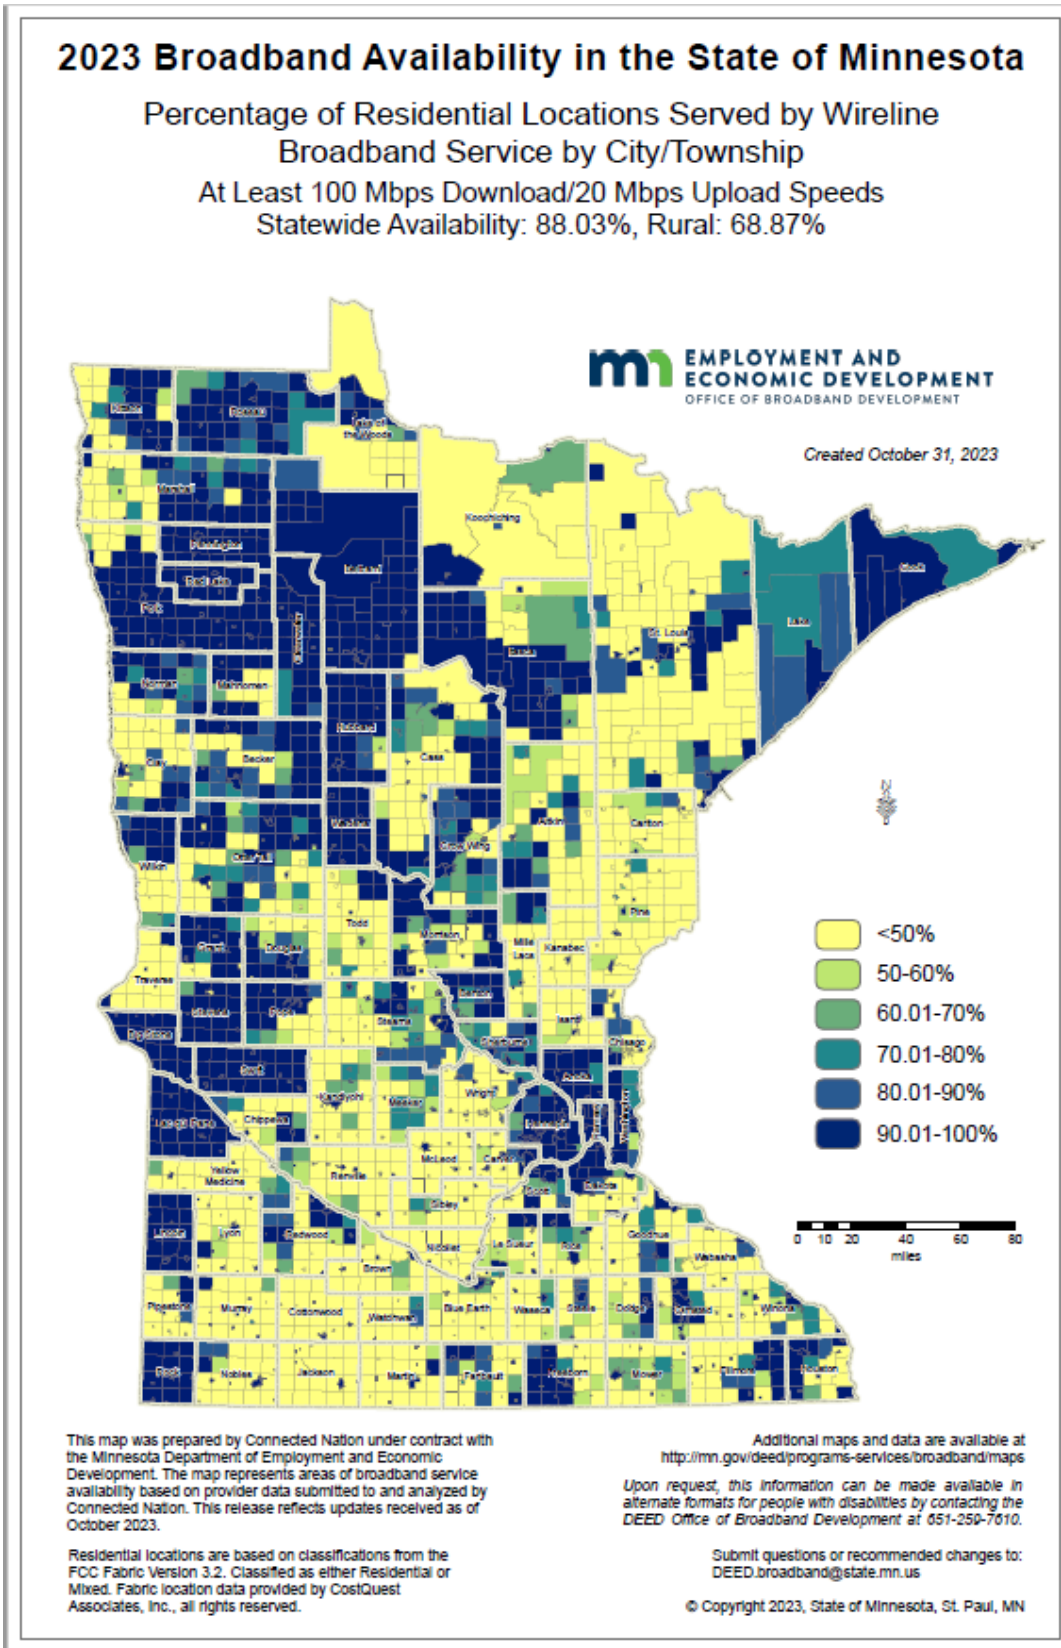 2023 Broadband Availability in the State of Minnesota
Percentage of Residential Locations Served by Wireline
Broadband Service by City/Township
At Least 100 Mbps Download/20 Mbps Upload Speeds
Statewide Availability: 88.03%, Rural: 68.87%
mn EMPLOYMENT AND
ECONOMIC DEVELOPMENT
OFFICE OF BROADBAND DEVELOPMENT
Created October 31, 2023
Roseau
Lake of
the Woods
Marshall
Koochiching
Pennington
Red Lake
Beltrami
Cook
Polk
Clearwater
Lake
St. Louis
Itasca
Norman
Mahnomen
Hubbard
Cass
Clay
Becker
N
Wadena
Crow Wing
Aitkin
Carlton
Wilkin
Otter Tail
Pine
Todd
Morrison
Mille
Lacs
Kanabec
Grant
Douglas
Traverse
Stevens
Pope
Stearns
Benton
Isanti
Big Stone
Sherburne
Chisago
Swift
Anoka
Kandiyohi
Meeker
Wright
Lac qui Parle
Chippewa
Hennepin
Ramsey
Washington
McLeod
Carver
Yellow
Medicine
Renville
Scott
Dakota
Sibley
Lincoln
Lyon
Redwood
Nicollet
Le Sueur
Rice
Goodhue
Wabasha
Brown
Pipestone
Murray
Cottonwood
Watonwan
Blue Earth
Waseca
Steele
Dodge
Olmsted
Winona
Rock
Nobles
Jackson
Martin
Faribault
Freeborn
Mower
Fillmore
Houston
<50%
50-60%
60.01-70%
70.01-80%
80.01-90%
90.01-100%
0 10 20 40 60 80
miles
This map was prepared by Connected Nation under contract with
the Minnesota Department of Employment and Economic
Development. The map represents areas of broadband service
availability based on provider data submitted to and analyzed by
Connected Nation. This release reflects updates received as of
October 2023.
Residential locations are based on classifications from the
FCC Fabric Version 3.2. Classified as either Residential or
Mixed. Fabric location data provided by CostQuest
Associates, Inc., all rights reserved.
Additional maps and data are available at
http://mn.gov/deed/programs-services/broadband/maps
Upon request, this information can be made available in
alternate formats for people with disabilities by contacting the
DEED Office of Broadband Development at 651-259-7610.
Submit questions or recommended changes to:
DEED.broadband@state.mn.us
© Copyright 2023, State of Minnesota, St. Paul, MN